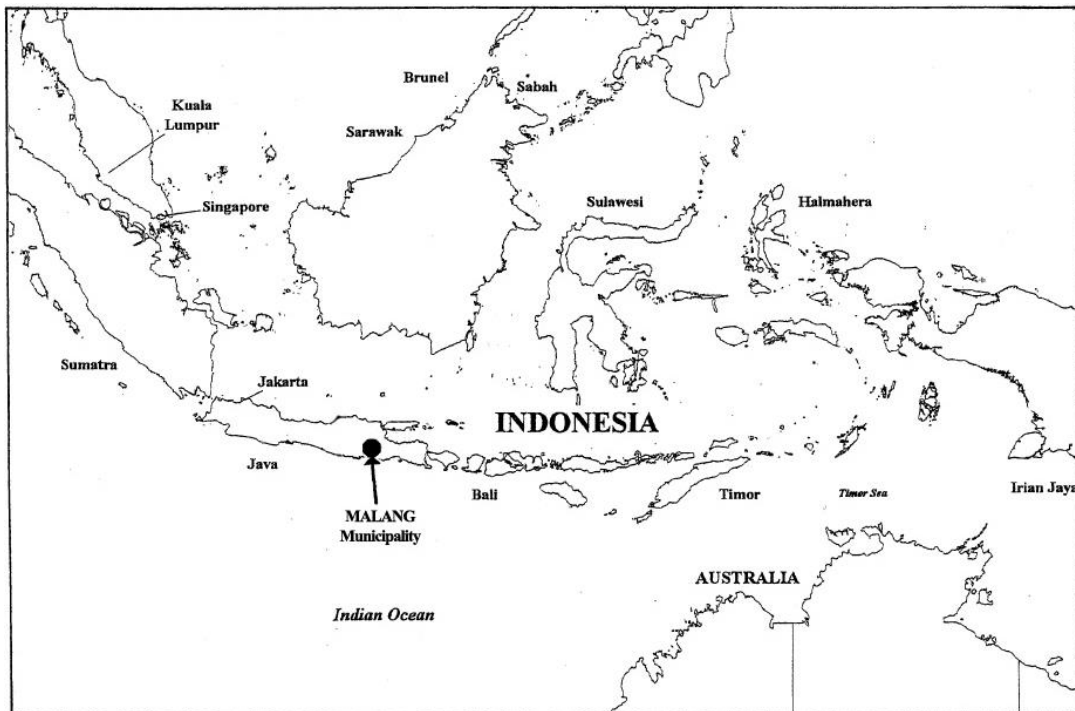 Brunei
Sabah
Kuala
Lumpur
Sarawak
Singapore
Sulawesi
Halmahera
Sumatra
Jakarta
INDONESIA
Java
Bali
Timor
Timor Sea
Irian Jaya
MALANG
Municipality
AUSTRALIA
Indian Ocean